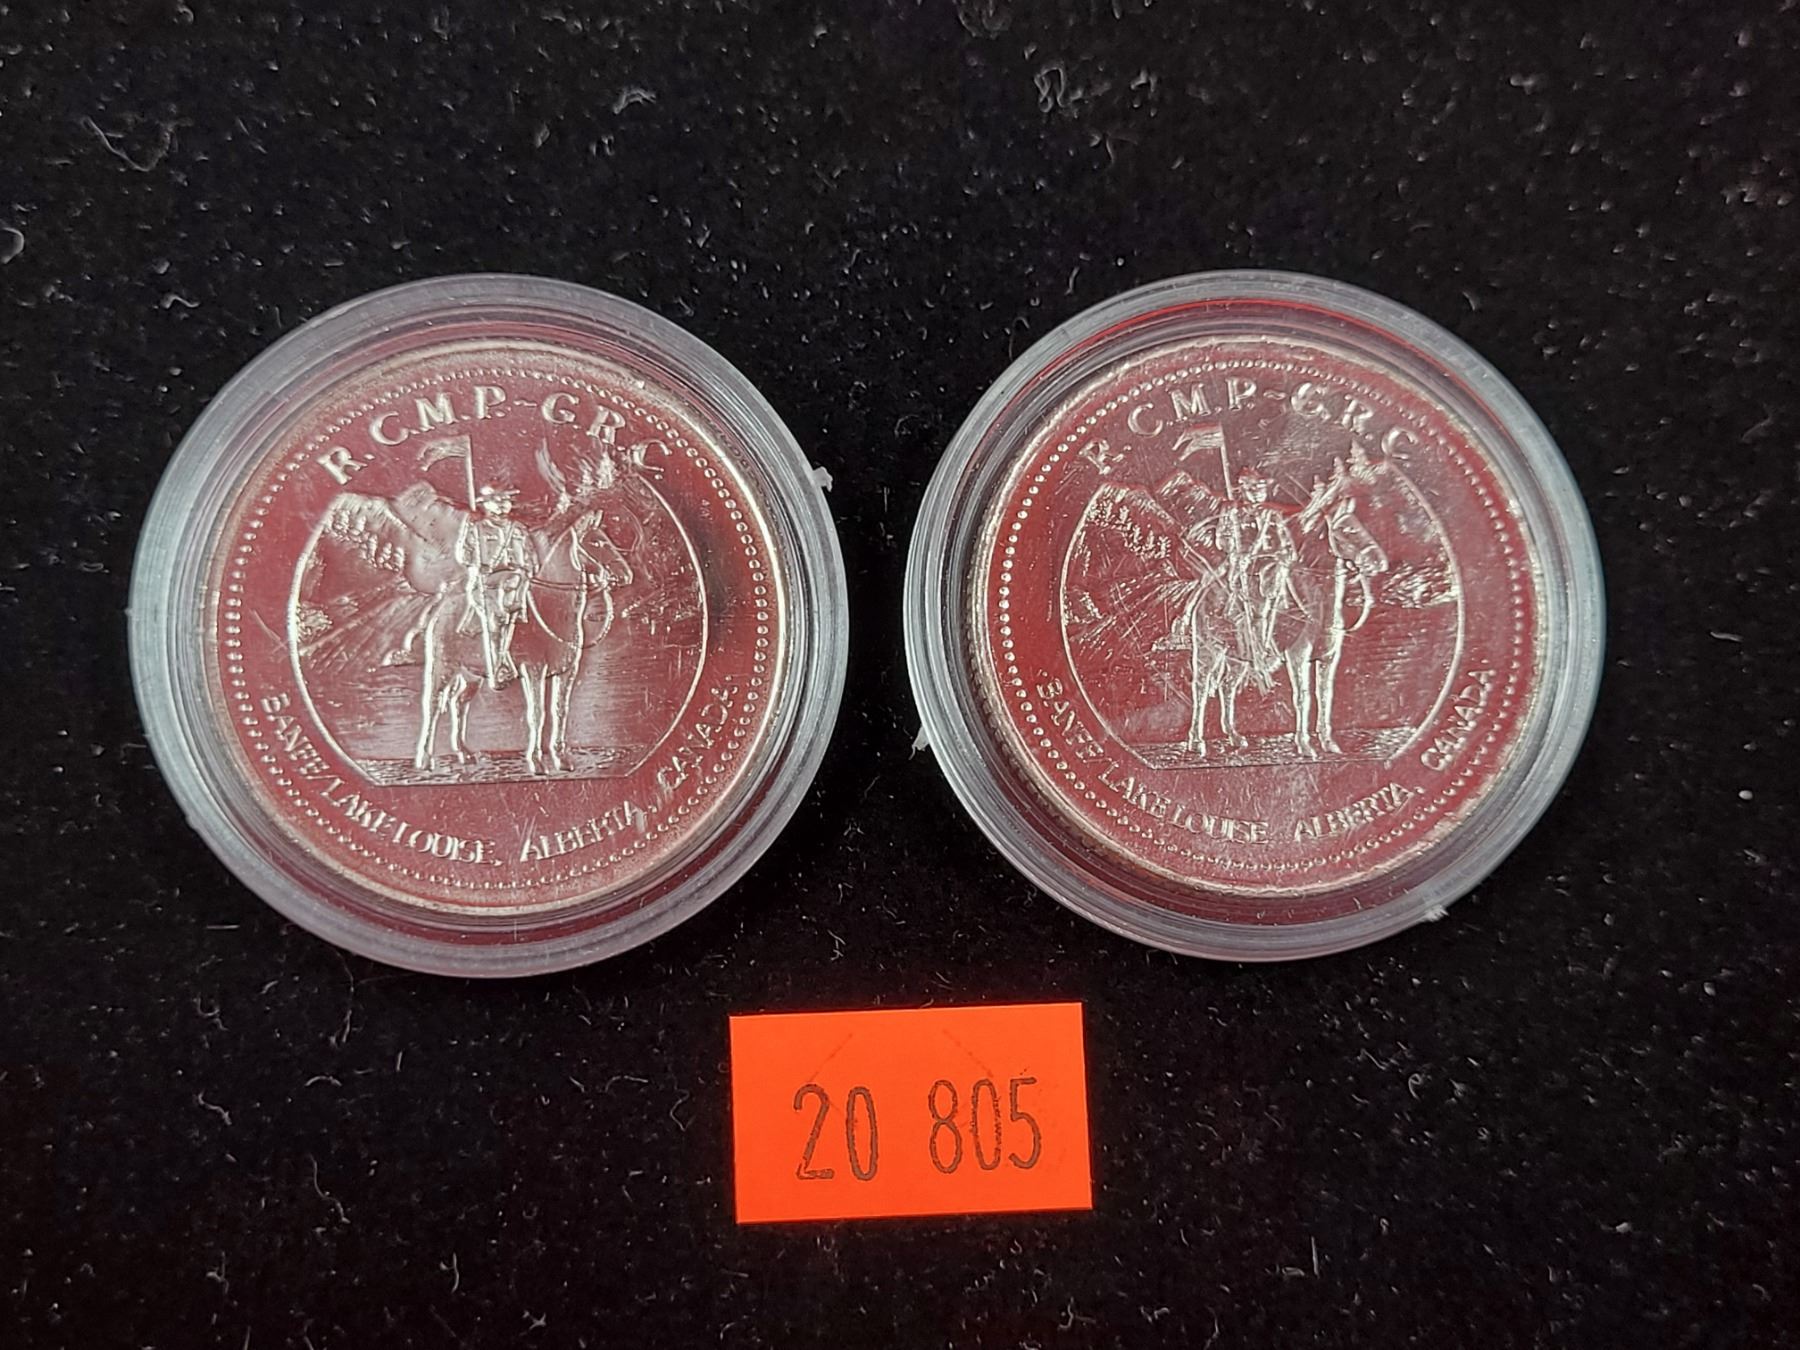 R.C.M.P.~G.R.C.
BANFF/LAKE LOUISE, ALBERTA, CANADA.
R.C.M.P.~G.R.C.
BANFF/LAKE LOUISE, ALBERTA, CANADA.
20 805